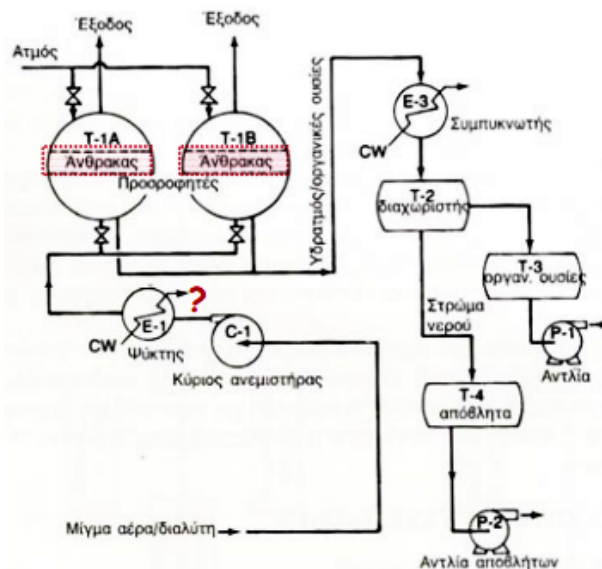 Έξοδος
Έξοδος
Ατμός
T-1A
Άνθρακας
T-1B
Άνθρακας
Προσροφητές
Υδρατμός/οργανικές ουσίες
E-3
CW
Συμπυκνωτής
T-2
διαχωριστής
T-3
οργαν. ουσίες
Στρώμα
νερού
P-1
Αντλία
?
E-1
CW
Ψύκτης
C-1
Κύριος ανεμιστήρας
T-4
απόβλητα
Μίγμα αέρα/διαλύτη
P-2
Αντλία αποβλήτων